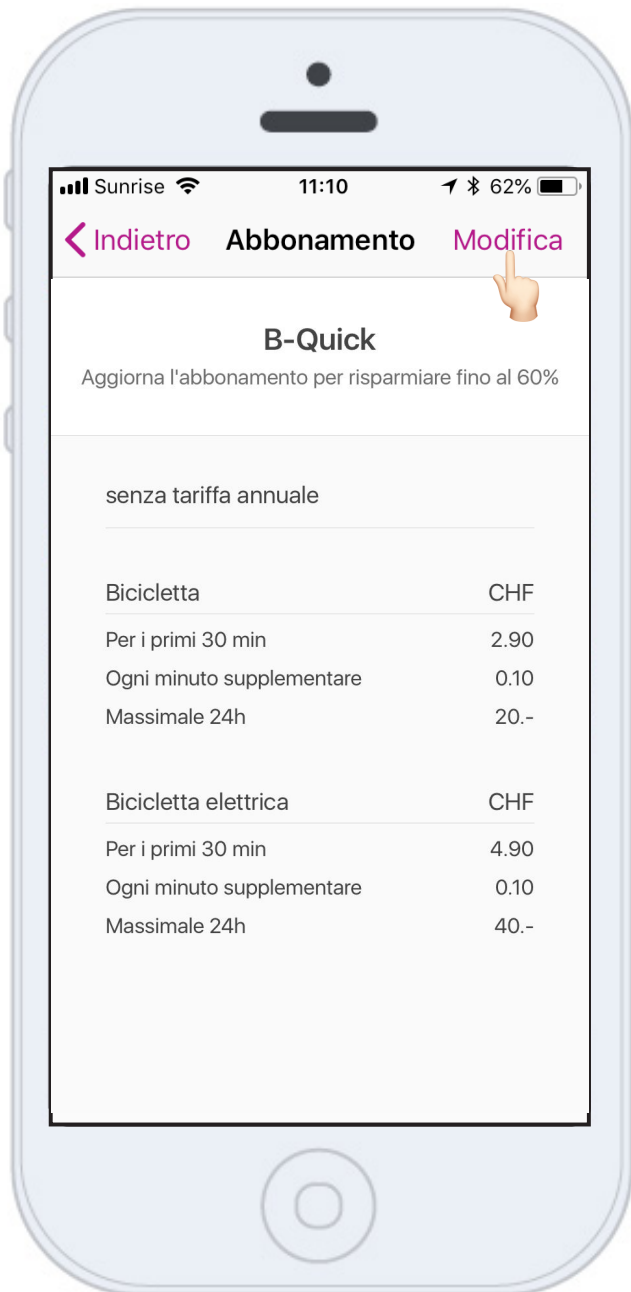 Sunrise 11:10 62%
Indietro Abbonamento Modifica
B-Quick
Aggiorna l'abbonamento per risparmiare fino al 60%
senza tariffa annuale
Bicicletta CHF
Per i primi 30 min 2.90
Ogni minuto supplementare 0.10
Massimale 24h 20.-
Bicicletta elettrica CHF
Per i primi 30 min 4.90
Ogni minuto supplementare 0.10
Massimale 24h 40.-